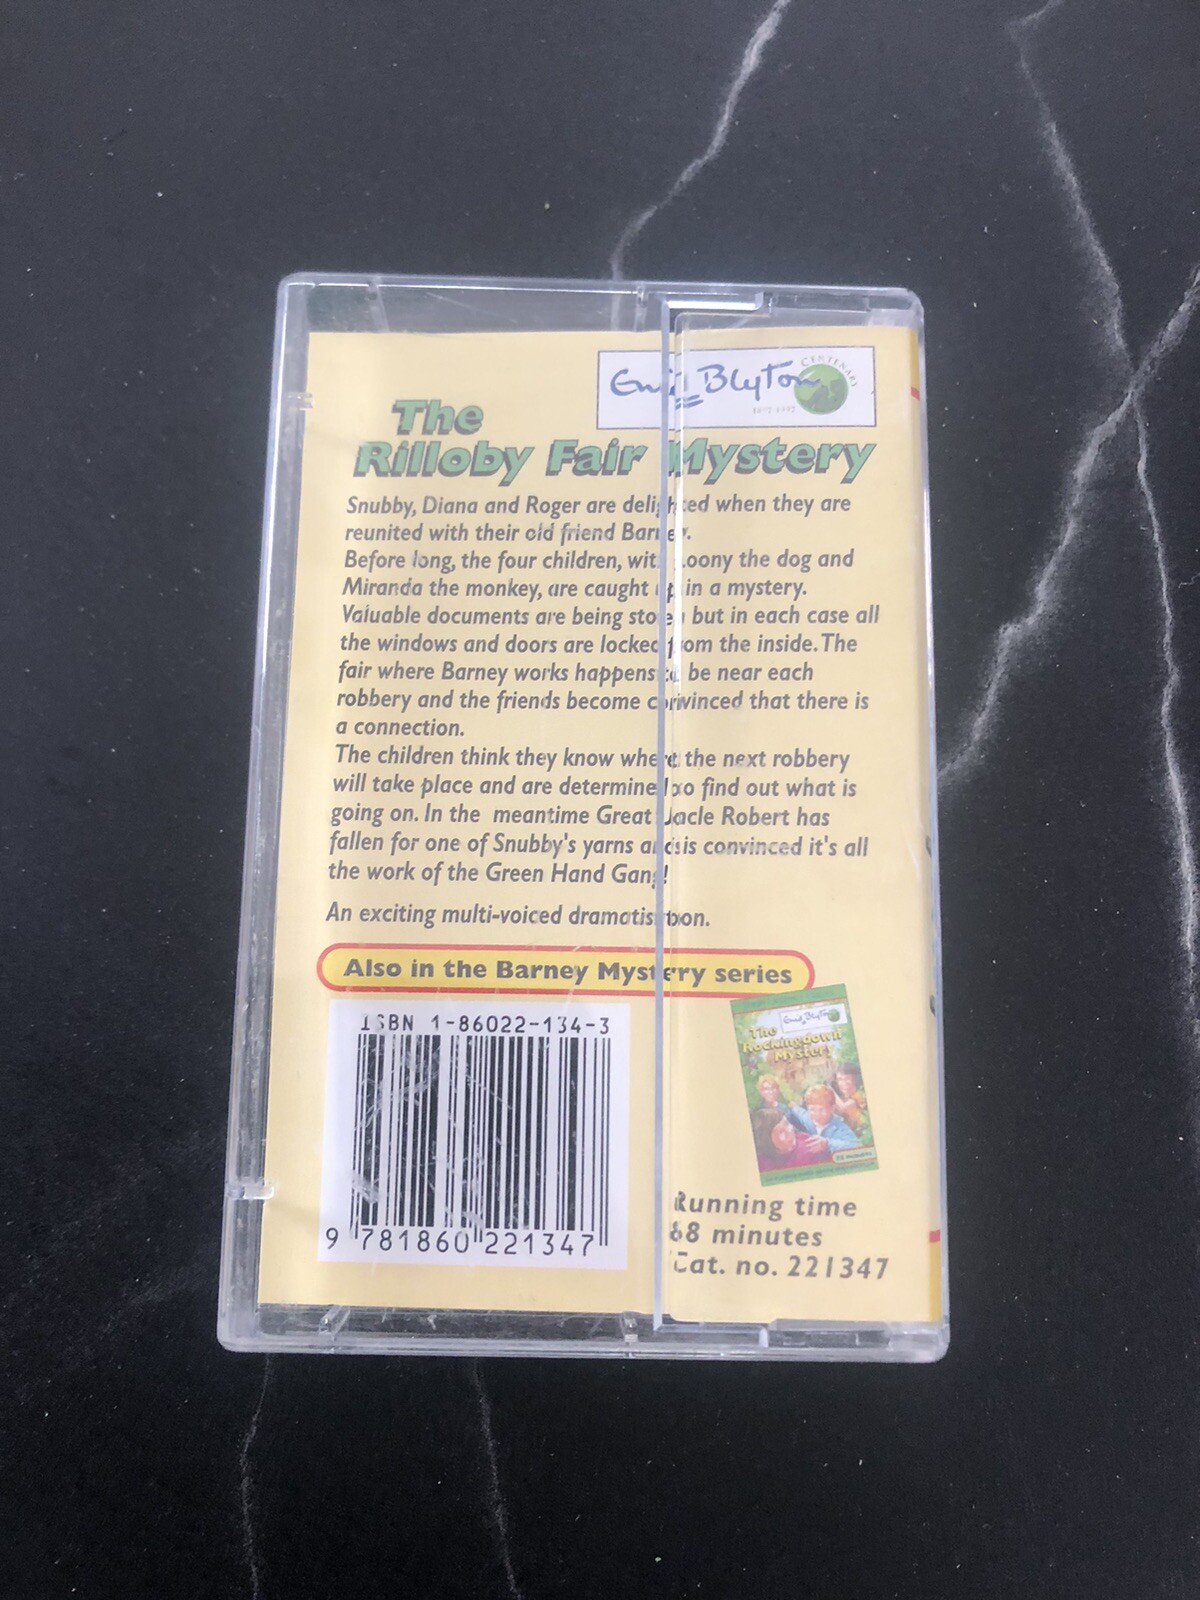 Enid Blyton
CENTENARY
1897-1997
The
Rilloby Fair Mystery
Snubby, Diana and Roger are delighted when they are
reunited with their old friend Barney.
Before long, the four children, with Loony the dog and
Miranda the monkey, are caught up in a mystery.
Valuable documents are being stolen but in each case all
the windows and doors are locked from the inside. The
fair where Barney works happens to be near each
robbery and the friends become convinced that there is
a connection.
The children think they know where the next robbery
will take place and are determined to find out what is
going on. In the meantime Great Uncle Robert has
fallen for one of Snubby's yarns and is convinced it's all
the work of the Green Hand Gang!
An exciting multi-voiced dramatisation.
Also in the Barney Mystery series
ISBN 1-86022-134-3
9 781860 221347
Enid Blyton
The
Rockingdown
Mystery
Running time
68 minutes
Cat. no. 221347